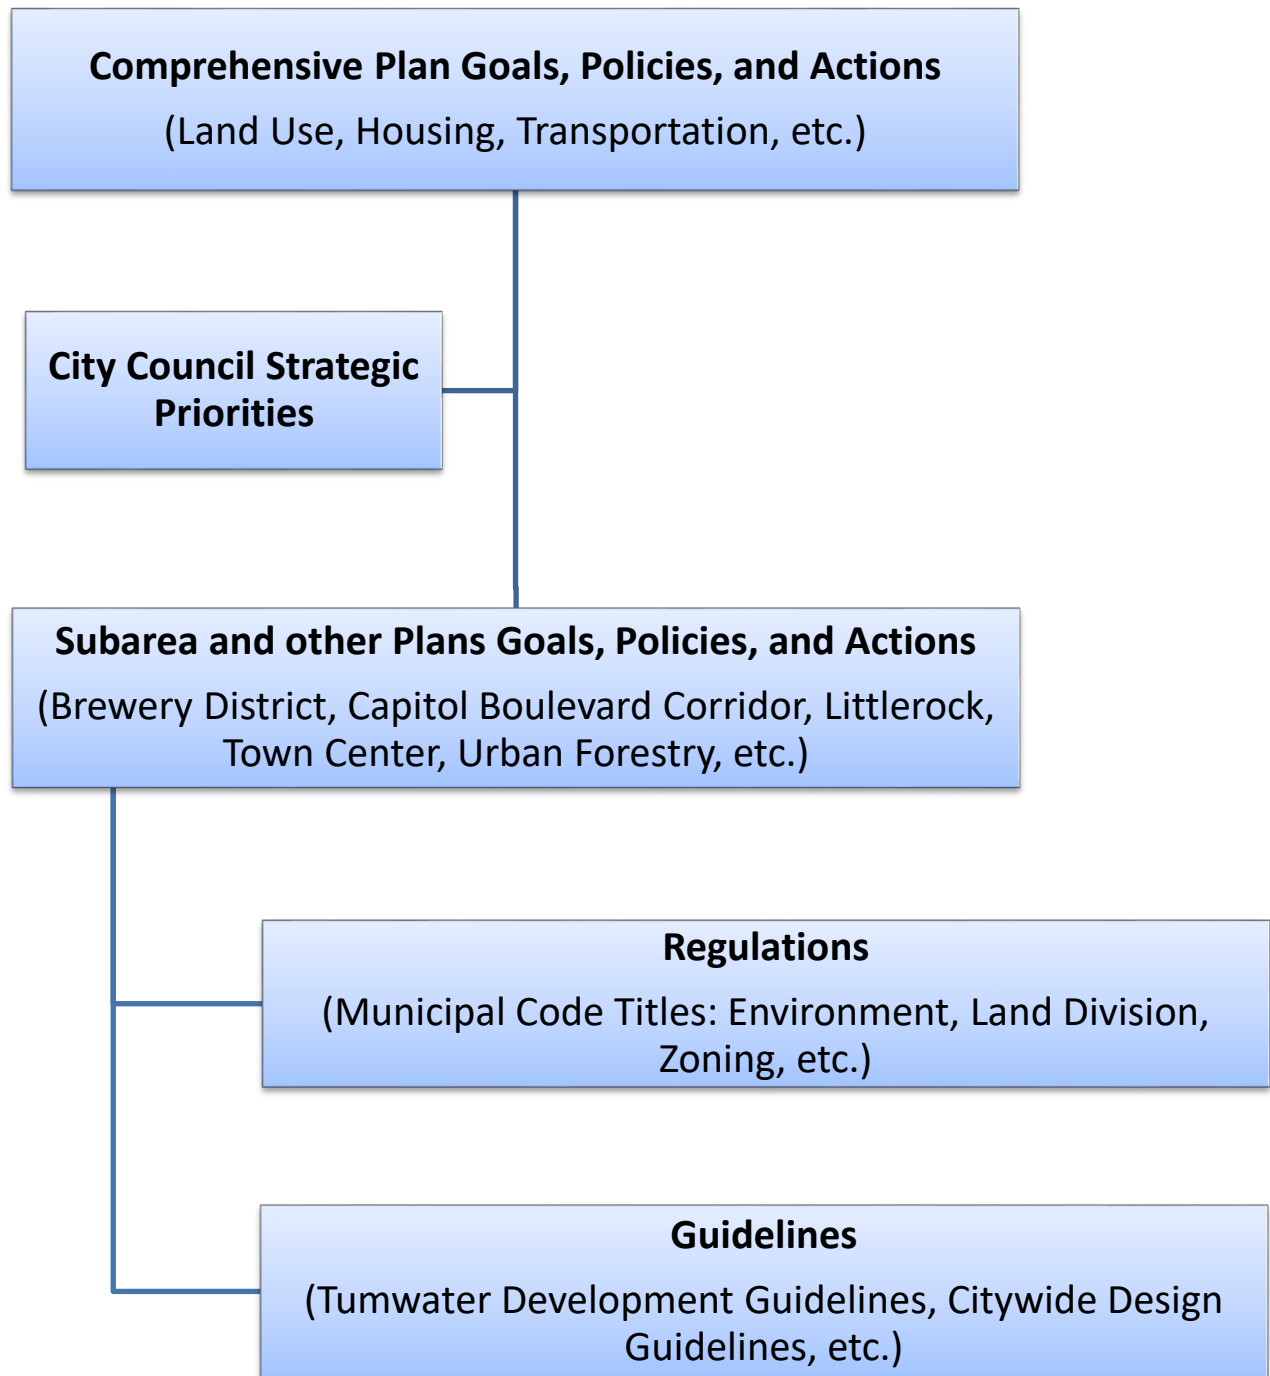 Comprehensive Plan Goals, Policies, and Actions
(Land Use, Housing, Transportation, etc.)
City Council Strategic
Priorities
Subarea and other Plans Goals, Policies, and Actions
(Brewery District, Capitol Boulevard Corridor, Littlerock,
Town Center, Urban Forestry, etc.)
Regulations
(Municipal Code Titles: Environment, Land Division,
Zoning, etc.)
Guidelines
(Tumwater Development Guidelines, Citywide Design
Guidelines, etc.)